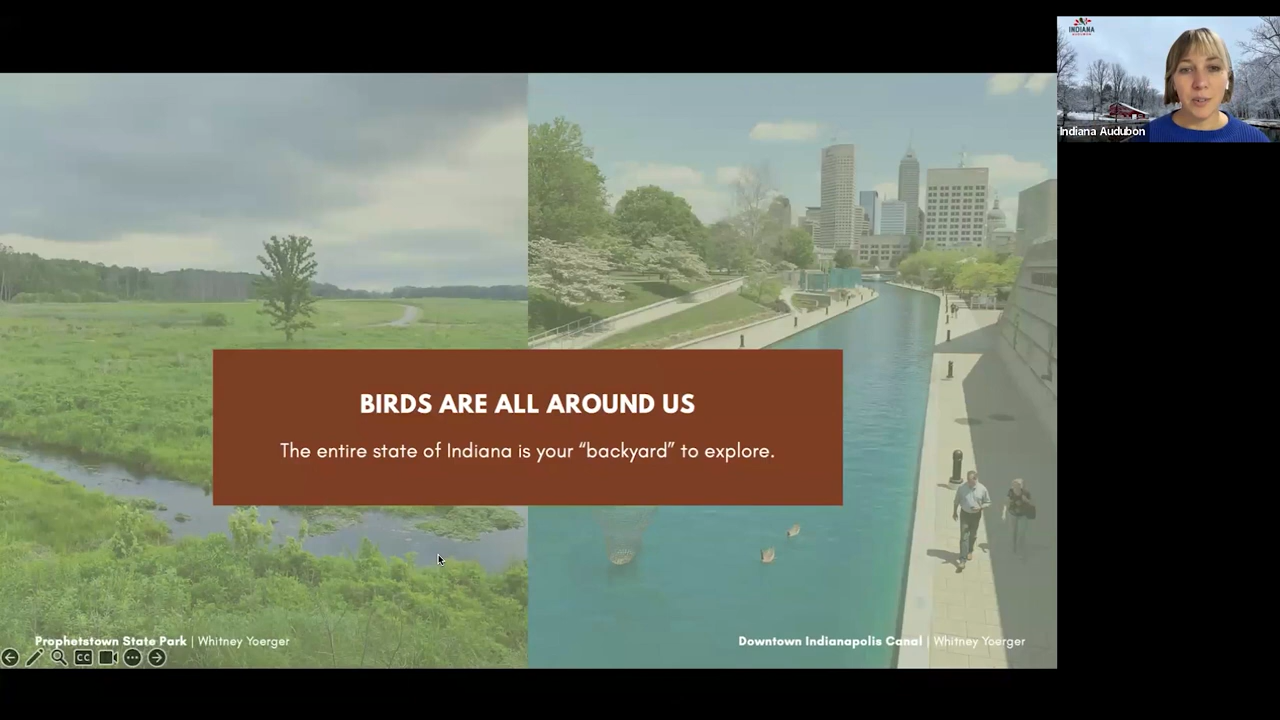 INDIANA
Indiana Audubon
BIRDS ARE ALL AROUND US
The entire state of Indiana is your “backyard” to explore.
Prophetstown State Park | Whitney Yoerger
Downtown Indianapolis Canal | Whitney Yoerger
CC